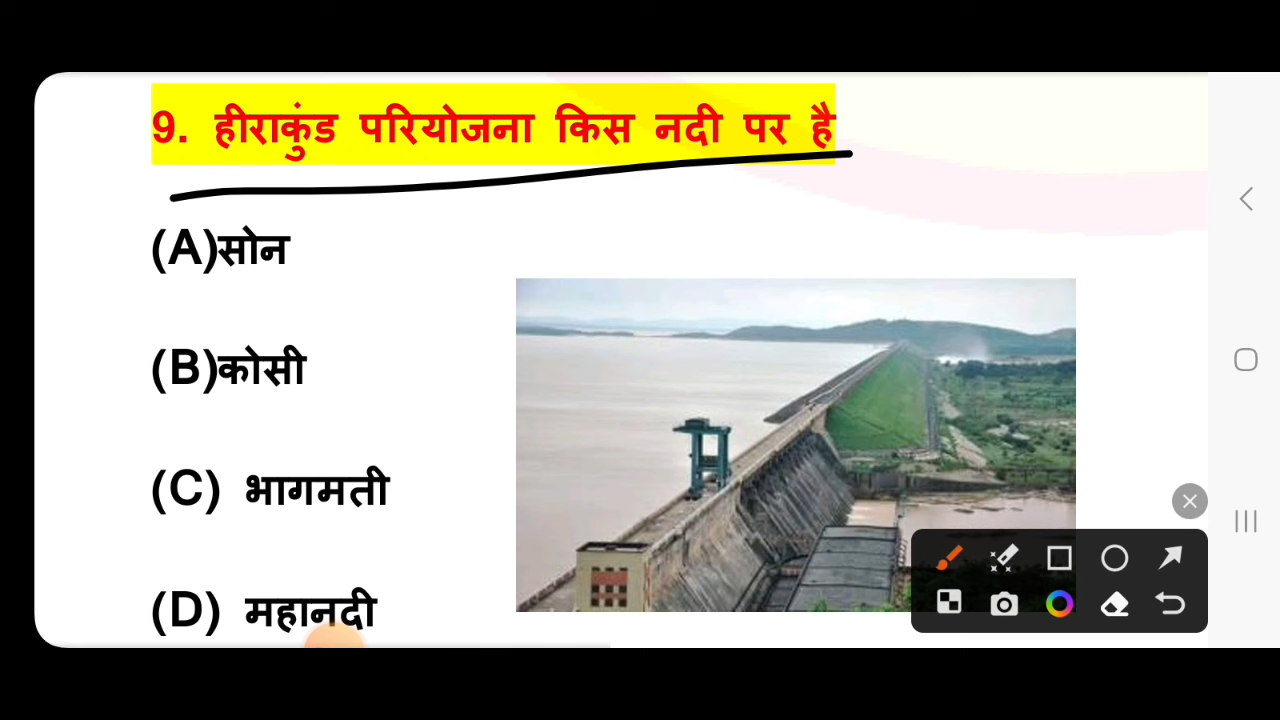 9. हीराकुंड परियोजना किस नदी पर है
(A)सोन
(B)कोसी
(C) भागमती
(D) महानदी